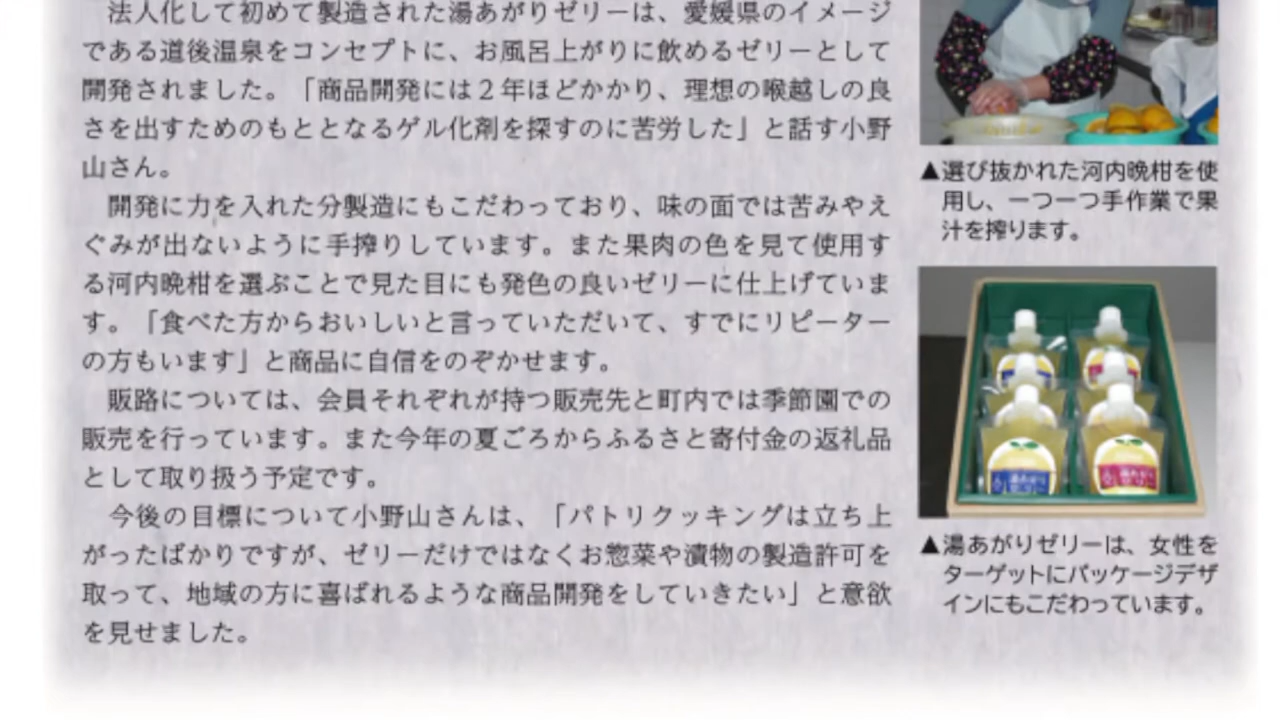 法人化して初めて製造された湯あがりゼリーは、愛媛県のイメージ
である道後温泉をコンセプトに、お風呂上がりに飲めるゼリーとして
開発されました。「商品開発には２年ほどかかり、理想の喉越しの良
さを出すためのもととなるゲル化剤を探すのに苦労した」と話す小野
山さん。
開発に力を入れた分製造にもこだわっており、味の面では苦みやえ
ぐみが出ないように手搾りしています。また果肉の色を見て使用す
る河内晩柑を選ぶことで見た目にも発色の良いゼリーに仕上げていま
す。「食べた方からおいしいと言っていただいて、すでにリピーター
の方もいます」と商品に自信をのぞかせます。
販路については、会員それぞれが持つ販売先と町内では季節園での
販売を行っています。また今年の夏ごろからふるさと寄付金の返礼品
として取り扱う予定です。
今後の目標について小野山さんは、「パトリクッキングは立ち上
がったばかりですが、ゼリーだけではなくお惣菜や漬物の製造許可を
取って、地域の方に喜ばれるような商品開発をしていきたい」と意欲
を見せました。
▲選び抜かれた河内晩柑を使
用し、一つ一つ手作業で果
汁を搾ります。
湯あがり
ゼリー
湯あがり
ゼリー
▲湯あがりゼリーは、女性を
ターゲットにパッケージデザ
インにもこだわっています。